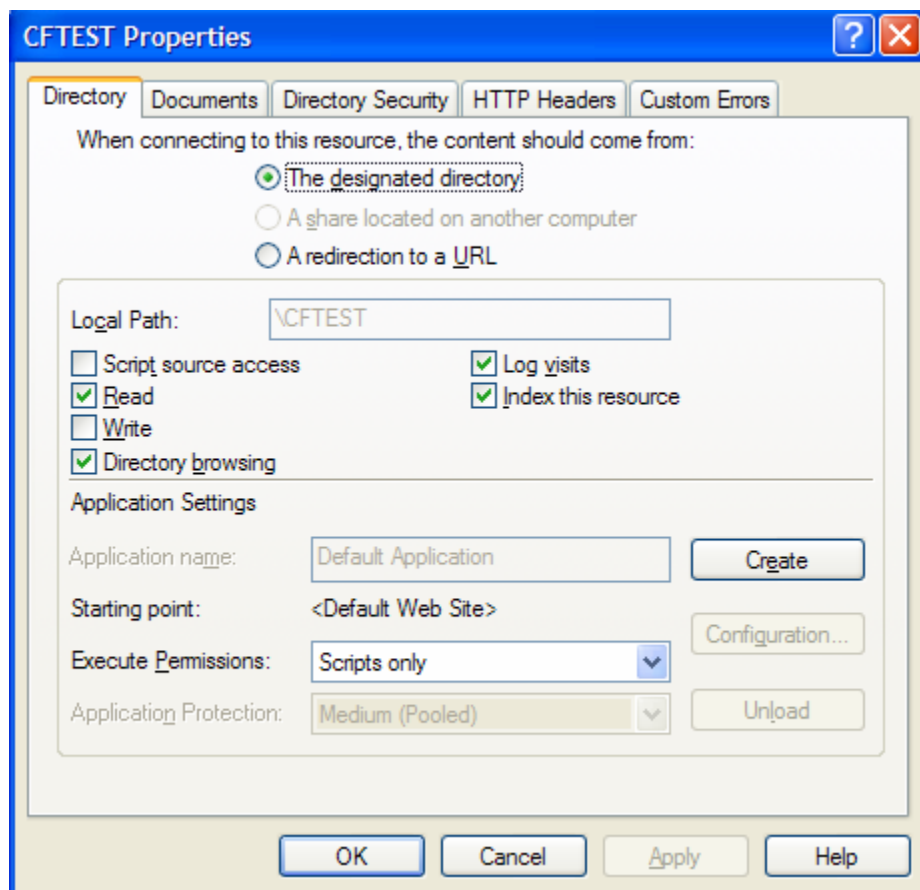 CFTEST Properties
Directory Documents Directory Security HTTP Headers Custom Errors
When connecting to this resource, the content should come from:
The designated directory
A share located on another computer
A redirection to a URL
Local Path: \CFTEST
Script source access Log visits
Read Index this resource
Write
Directory browsing
Application Settings
Application name: Default Application Create
Starting point: <Default Web Site>
Configuration...
Execute Permissions: Scripts only
Application Protection: Medium (Pooled) Unload
OK Cancel Apply Help